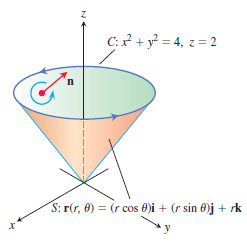 z
C: x² + y² = 4, z = 2
n
S: r(r, θ) = (r cos θ)i + (r sin θ)j + rk
x
y